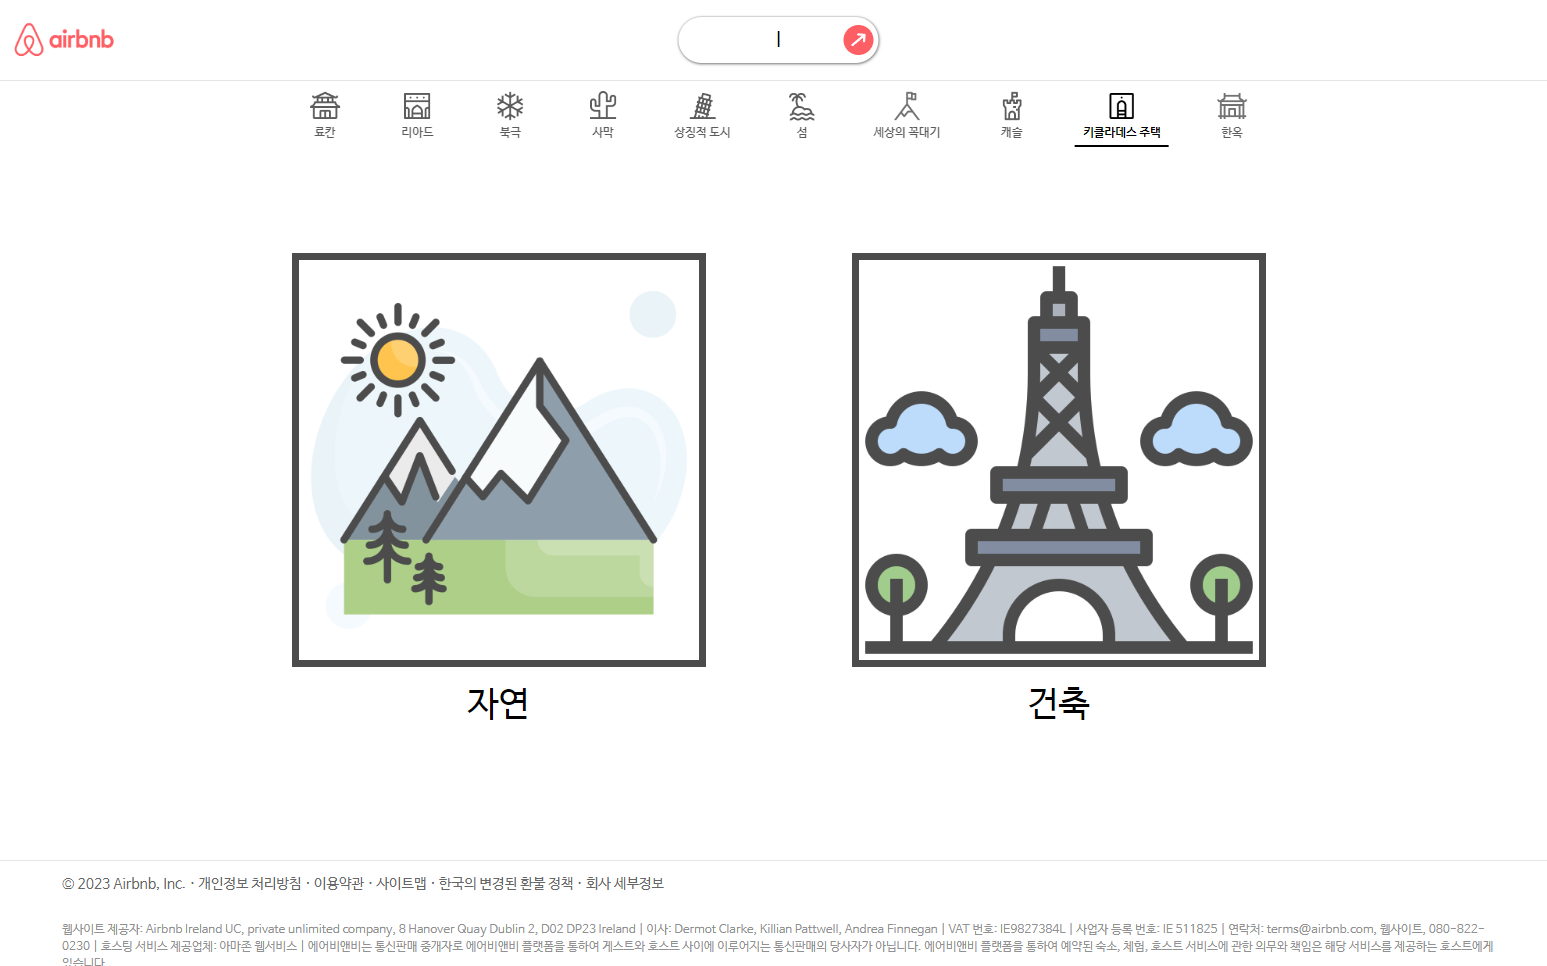 airbnb
료칸 리아드 북극 사막 상징적 도시 섬 세상의 꼭대기 캐슬 키클라데스 주택 한옥
자연 건축
© 2023 Airbnb, Inc. · 개인정보 처리방침 · 이용약관 · 사이트맵 · 한국의 변경된 환불 정책 · 회사 세부정보
웹사이트 제공자: Airbnb Ireland UC, private unlimited company, 8 Hanover Quay Dublin 2, D02 DP23 Ireland | 이사: Dermot Clarke, Killian Pattwell, Andrea Finnegan | VAT 번호: IE9827384L | 사업자 등록 번호: IE 511825 | 연락처: terms@airbnb.com, 웹사이트, 080-822-
0230 | 호스팅 서비스 제공업체: 아마존 웹서비스 | 에어비앤비는 통신판매 중개자로 에어비앤비 플랫폼을 통하여 게스트와 호스트 사이에 이루어지는 통신판매의 당사자가 아닙니다. 에어비앤비 플랫폼을 통하여 예약된 숙소, 체험, 호스트 서비스에 관한 의무와 책임은 해당 서비스를 제공하는 호스트에게
있습니다.